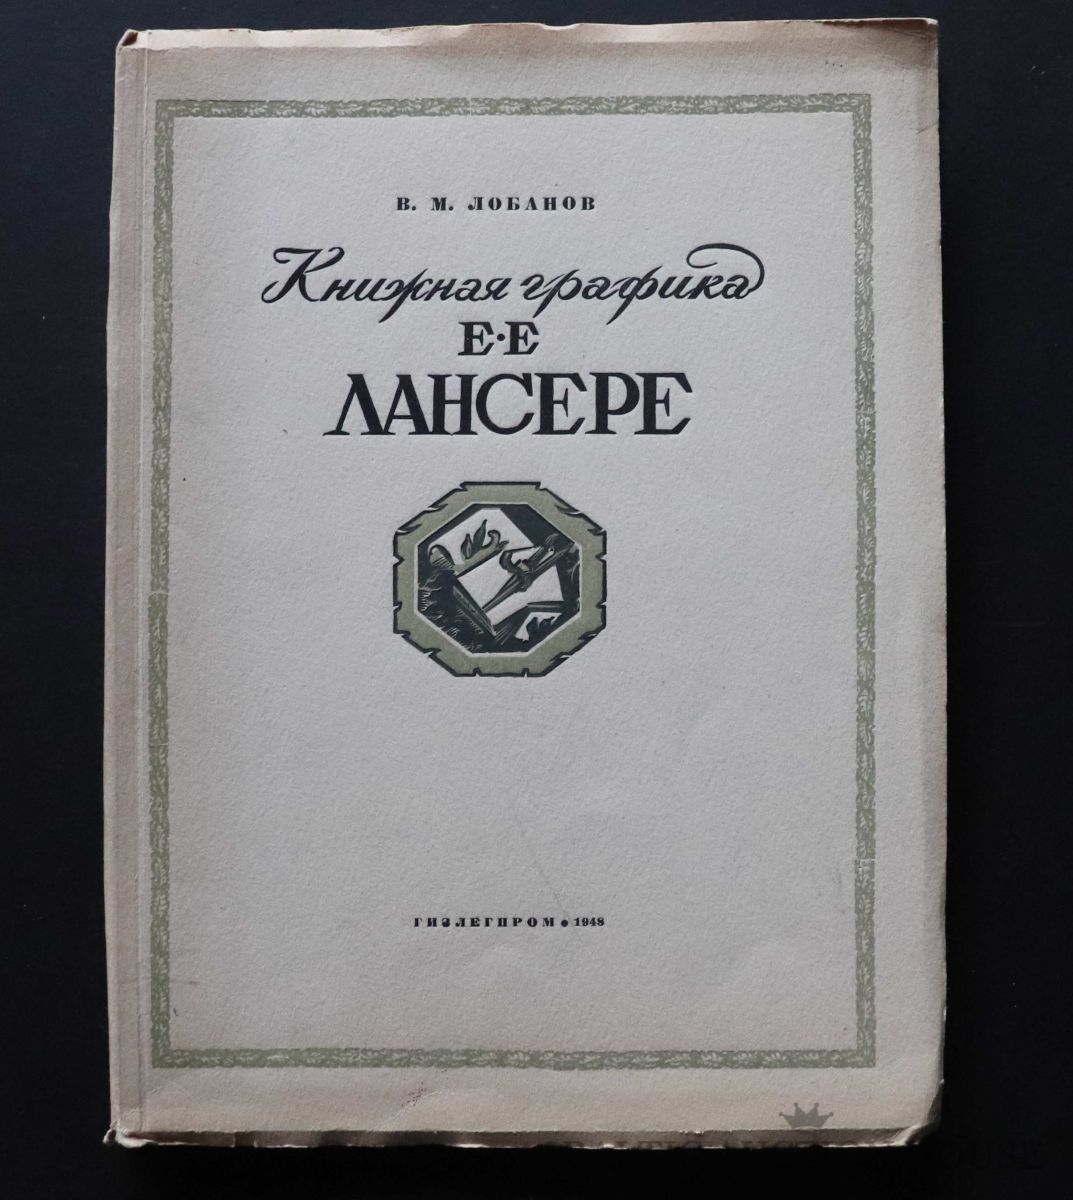 В. М. ЛОБАНОВ
Книжная графика
Е·Е
ЛАНСЕРЕ
ГИЗЛЕГПРОМ • 1948